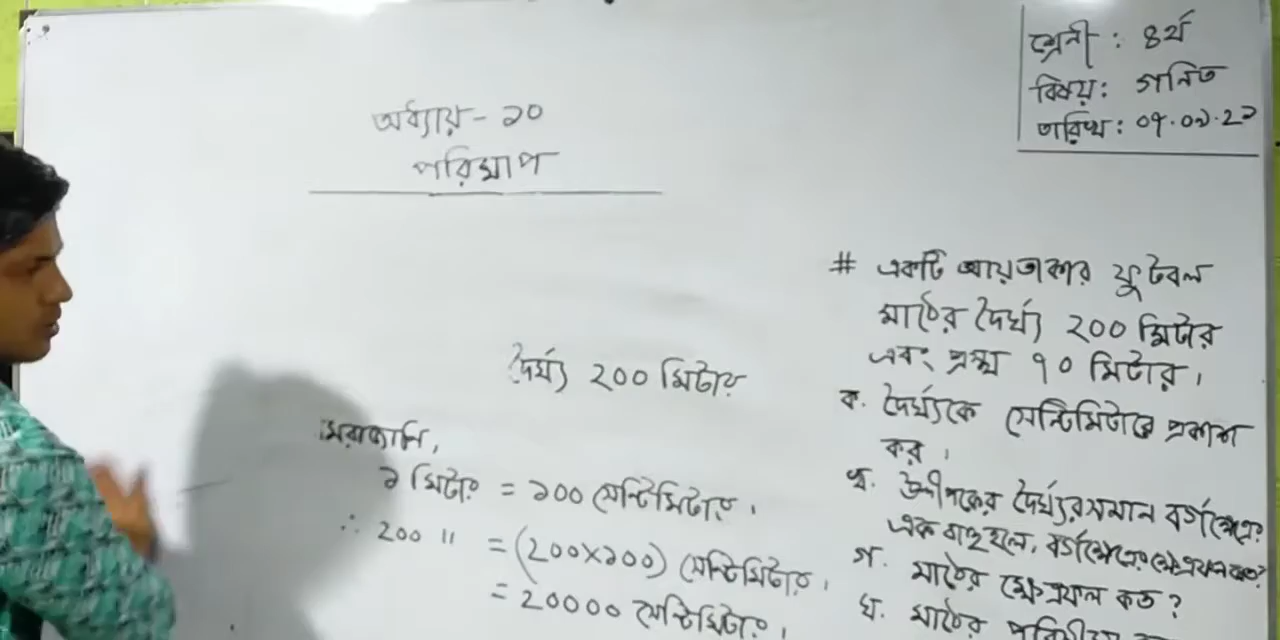 শ্রেনী : ৪র্থ
বিষয়: গনিত
তারিখ: ০৭.০৯.২১
অধ্যায়-১০
পরিমাপ
# একটি আয়তাকার ফুটবল
মাঠের দৈর্ঘ্য ২০০ মিটার
এবং প্রস্থ ৭০ মিটার।
ক. দৈর্ঘ্যকে সেন্টিমিটারে প্রকাশ
কর।
খ. উদ্দীপকের দৈর্ঘ্যের সমান বর্গক্ষেত্রের
এক বাহু হলে, বর্গক্ষেত্রের ক্ষেত্রফল কত?
গ. মাঠের ক্ষেত্রফল কত?
ঘ. মাঠের
দৈর্ঘ্য ২০০ মিটার
আমরা জানি,
১ মিটার = ১০০ সেন্টিমিটার।
∴ ২০০ " = (২০০×১০০) সেন্টিমিটার।
= ২০০০০ সেন্টিমিটার।